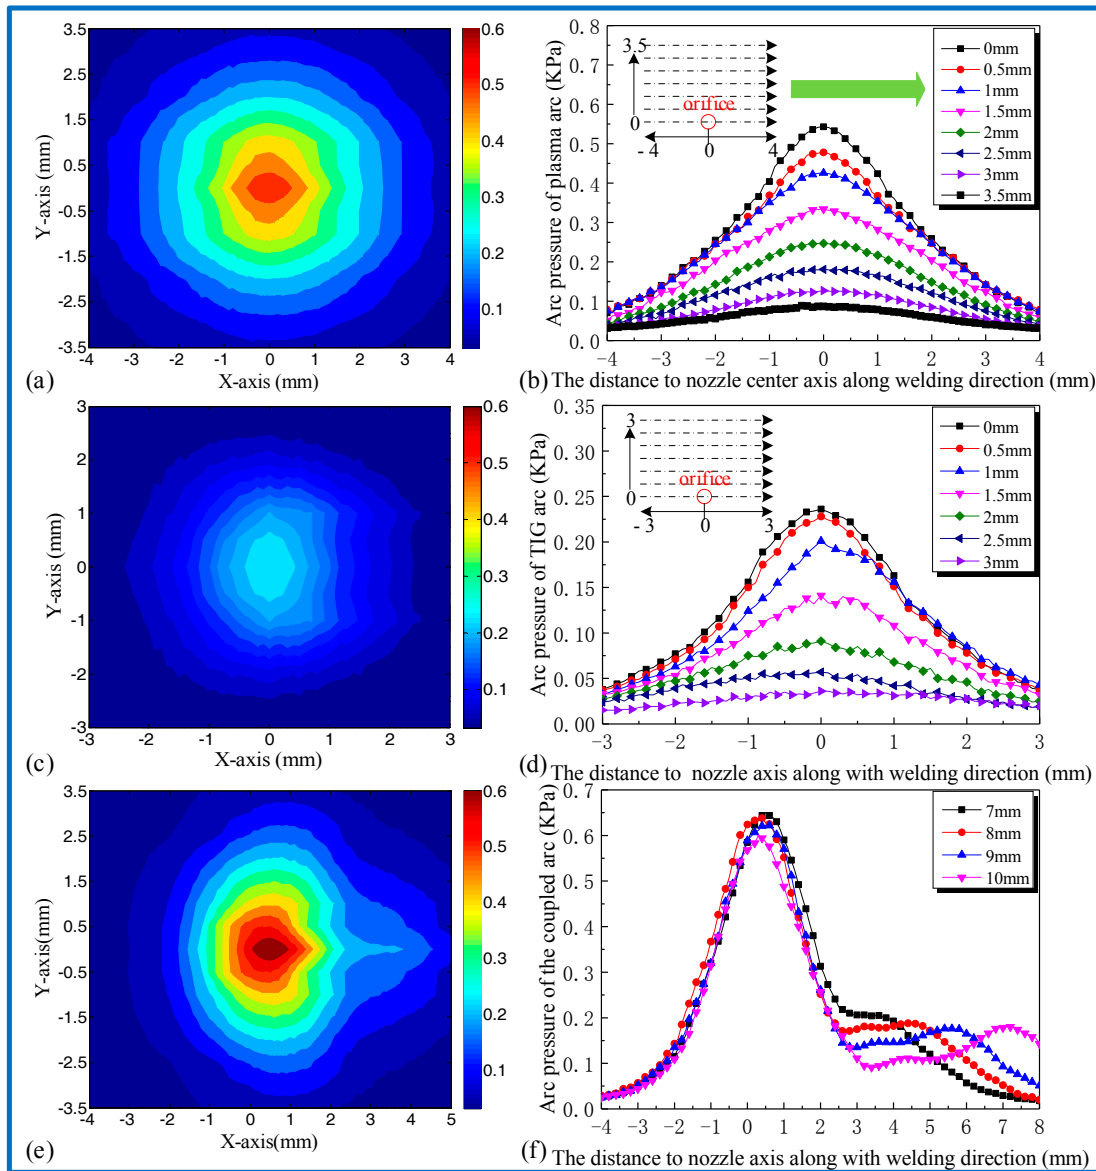 3.5
2.5
1.5
0.5
-0.5
-1.5
-2.5
-3.5
Y-axis (mm)
-4 -3 -2 -1 0 1 2 3 4
X-axis (mm)
0.6
0.5
0.4
0.3
0.2
0.1
(a)
Arc pressure of plasma arc (KPa)
0.8
0.7
0.6
0.5
0.4
0.3
0.2
0.1
0.0
3.5
0
orifice
-4 0 4
0mm
0.5mm
1mm
1.5mm
2mm
2.5mm
3mm
3.5mm
-4 -3 -2 -1 0 1 2 3 4
(b) The distance to nozzle center axis along welding direction (mm)
3
2
1
0
-1
-2
-3
Y-axis (mm)
-3 -2 -1 0 1 2 3
X-axis (mm)
0.6
0.5
0.4
0.3
0.2
0.1
(c)
Arc pressure of TIG arc (KPa)
0.35
0.30
0.25
0.20
0.15
0.10
0.05
0.00
3
0
orifice
-3 0 3
0mm
0.5mm
1mm
1.5mm
2mm
2.5mm
3mm
-3 -2 -1 0 1 2 3
(d) The distance to nozzle axis along with welding direction (mm)
3.5
2.5
1.5
0.5
-0.5
-1.5
-2.5
-3.5
Y-axis(mm)
-4 -3 -2 -1 0 1 2 3 4 5
X-axis(mm)
0.6
0.5
0.4
0.3
0.2
0.1
(e)
Arc pressure of the coupled arc (KPa)
0.6
0.5
0.4
0.3
0.2
0.1
0.0
7mm
8mm
9mm
10mm
-4 -3 -2 -1 0 1 2 3 4 5 6 7 8
(f) The distance to nozzle axis along with welding direction (mm)